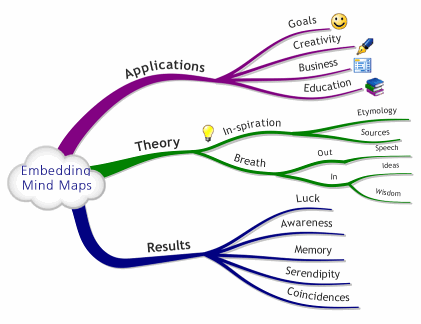 Embedding
Mind Maps
Applications
Goals
Creativity
Business
Education
Theory
In-spiration
Etymology
Sources
Breath
Out
Speech
In
Ideas
Wisdom
Results
Luck
Awareness
Memory
Serendipity
Coincidences